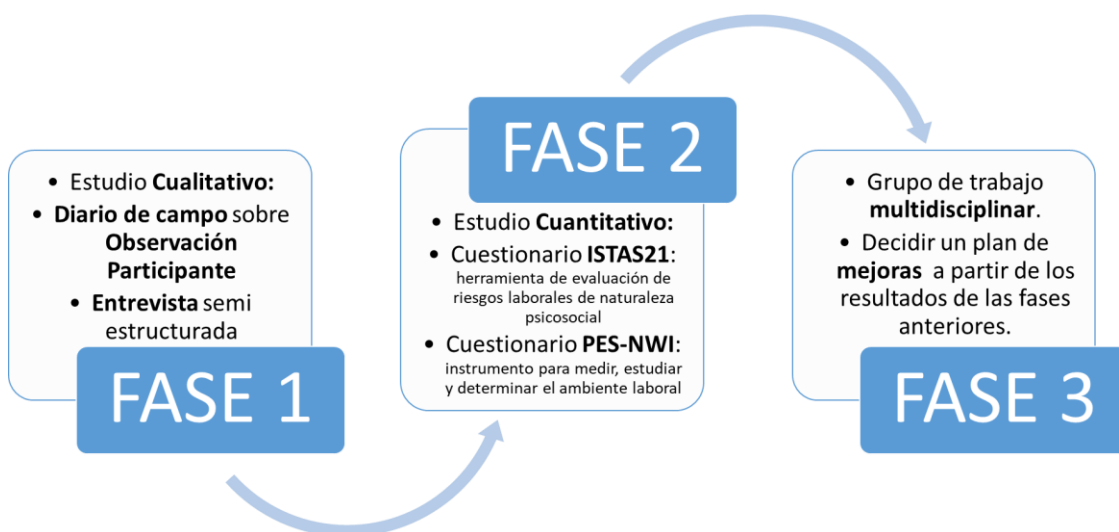 • Estudio Cualitativo:
• Diario de campo sobre
Observación
Participante
• Entrevista semi
estructurada
FASE 1
FASE 2
• Estudio Cuantitativo:
• Cuestionario ISTAS21:
herramienta de evaluación de
riesgos laborales de naturaleza
psicosocial
• Cuestionario PES-NWI:
instrumento para medir, estudiar
y determinar el ambiente laboral
• Grupo de trabajo
multidisciplinar.
• Decidir un plan de
mejoras a partir de los
resultados de las fases
anteriores.
FASE 3